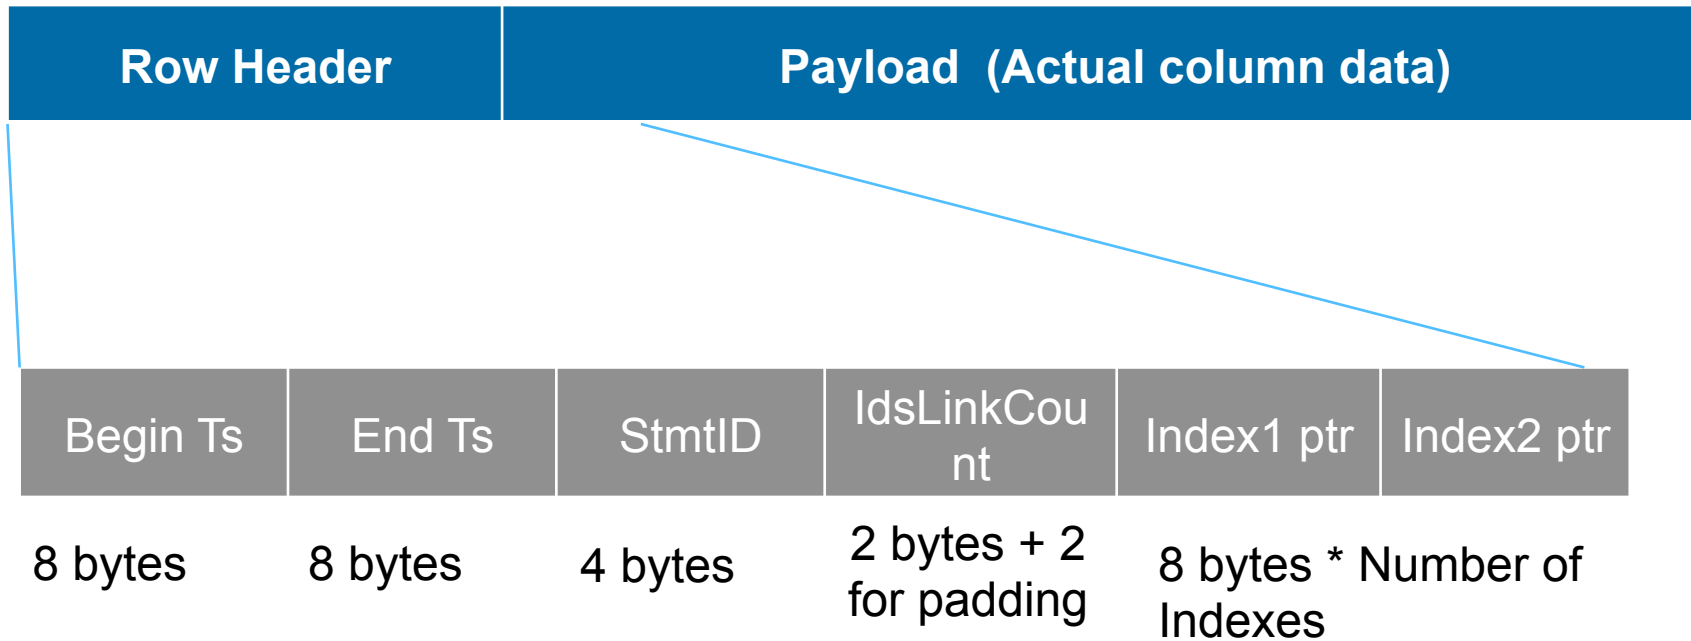 Row Header
Payload (Actual column data)
Begin Ts
End Ts
StmtID
IdsLinkCou
nt
Index1 ptr
Index2 ptr
8 bytes
8 bytes
4 bytes
2 bytes + 2
for padding
8 bytes * Number of
Indexes